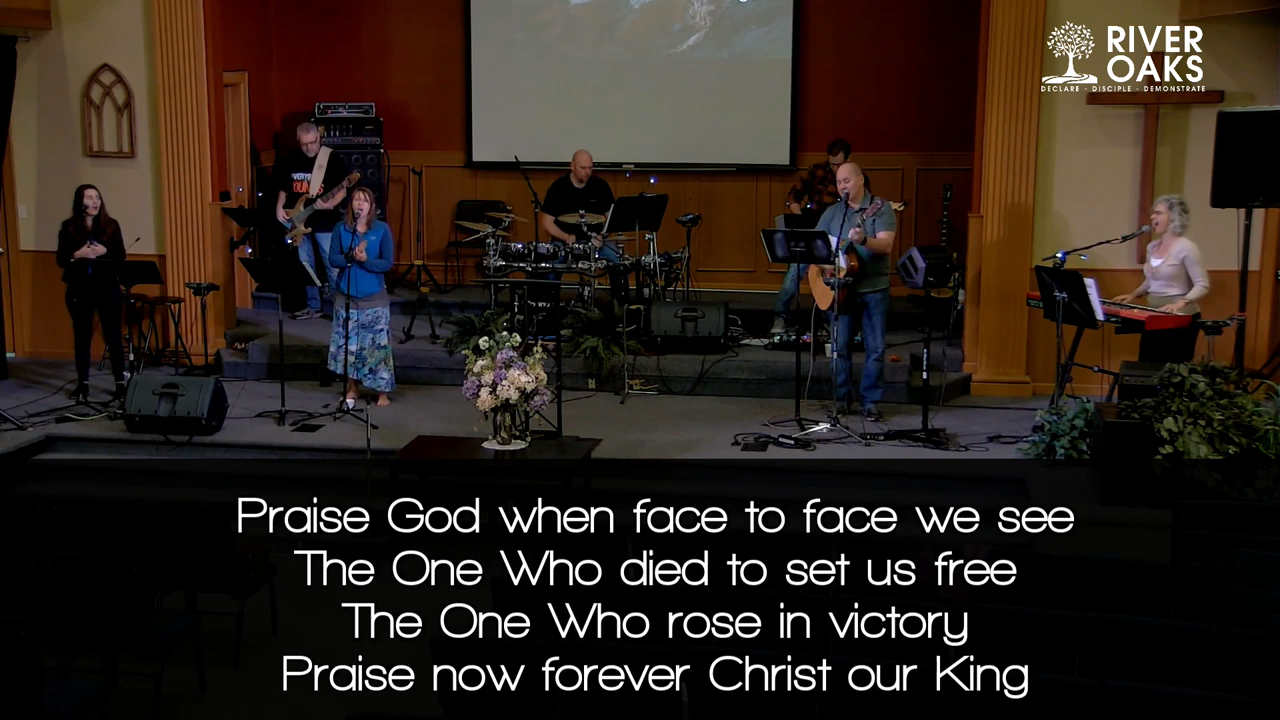 RIVER
OAKS
DECLARE · DISCIPLE · DEMONSTRATE
Praise God when face to face we see
The One Who died to set us free
The One Who rose in victory
Praise now forever Christ our King